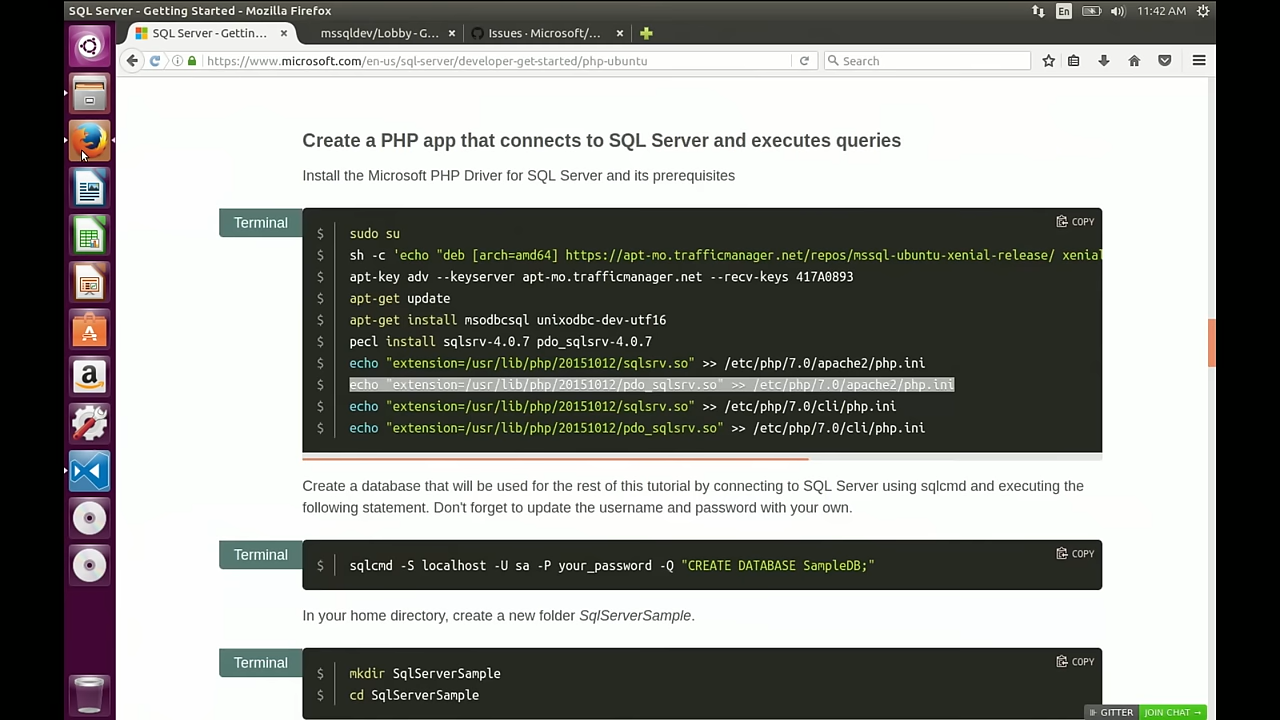 SQL Server - Getting Started - Mozilla Firefox
En
11:42 AM
SQL Server - Gettin...
mssqldev/Lobby - G...
Issues · Microsoft/...
https://www.microsoft.com/en-us/sql-server/developer-get-started/php-ubuntu
Search
Create a PHP app that connects to SQL Server and executes queries
Install the Microsoft PHP Driver for SQL Server and its prerequisites
Terminal
COPY
$ sudo su
$ sh -c 'echo "deb [arch=amd64] https://apt-mo.trafficmanager.net/repos/mssql-ubuntu-xenial-release/ xenial
$ apt-key adv --keyserver apt-mo.trafficmanager.net --recv-keys 417A0893
$ apt-get update
$ apt-get install msodbcsql unixodbc-dev-utf16
$ pecl install sqlsrv-4.0.7 pdo_sqlsrv-4.0.7
$ echo "extension=/usr/lib/php/20151012/sqlsrv.so" >> /etc/php/7.0/apache2/php.ini
$ echo "extension=/usr/lib/php/20151012/pdo_sqlsrv.so" >> /etc/php/7.0/apache2/php.ini
$ echo "extension=/usr/lib/php/20151012/sqlsrv.so" >> /etc/php/7.0/cli/php.ini
$ echo "extension=/usr/lib/php/20151012/pdo_sqlsrv.so" >> /etc/php/7.0/cli/php.ini
Create a database that will be used for the rest of this tutorial by connecting to SQL Server using sqlcmd and executing the
following statement. Don't forget to update the username and password with your own.
Terminal
COPY
$ sqlcmd -S localhost -U sa -P your_password -Q "CREATE DATABASE SampleDB;"
In your home directory, create a new folder SqlServerSample.
Terminal
COPY
$ mkdir SqlServerSample
$ cd SqlServerSample
GITTER
JOIN CHAT →